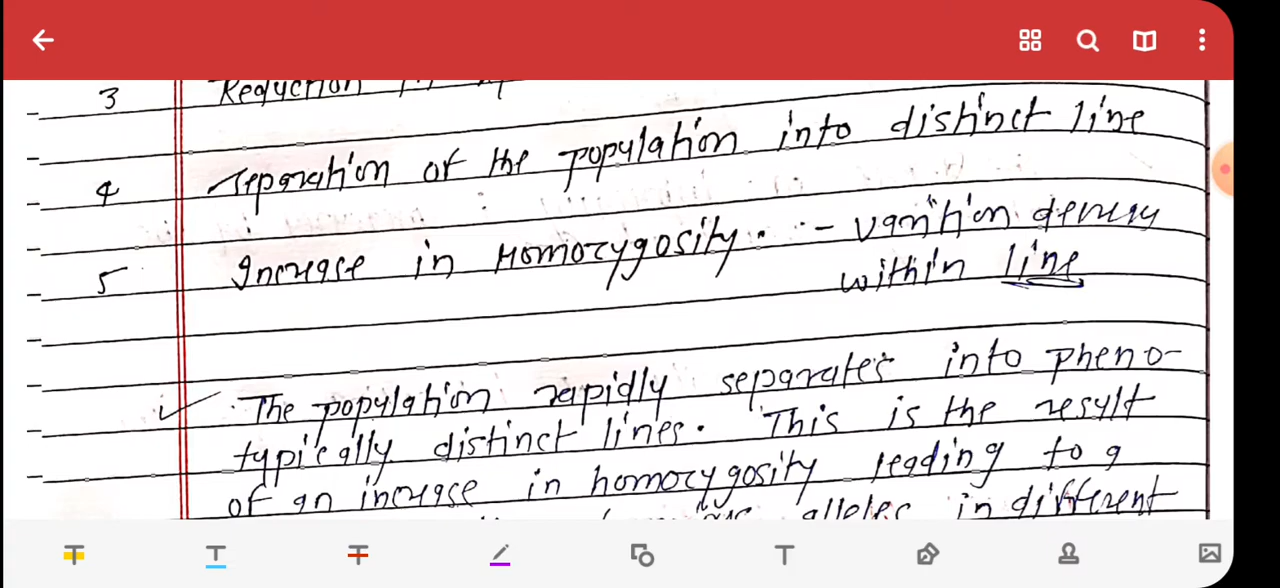 3 Reduction in
4 Separation of the population into distinct line
5 Increase in Homozygosity. - Varition
within line
The population rapidly separates into pheno-
typically distinct lines. This is the result
of an increase in homozygosity leading to a
alleles in different